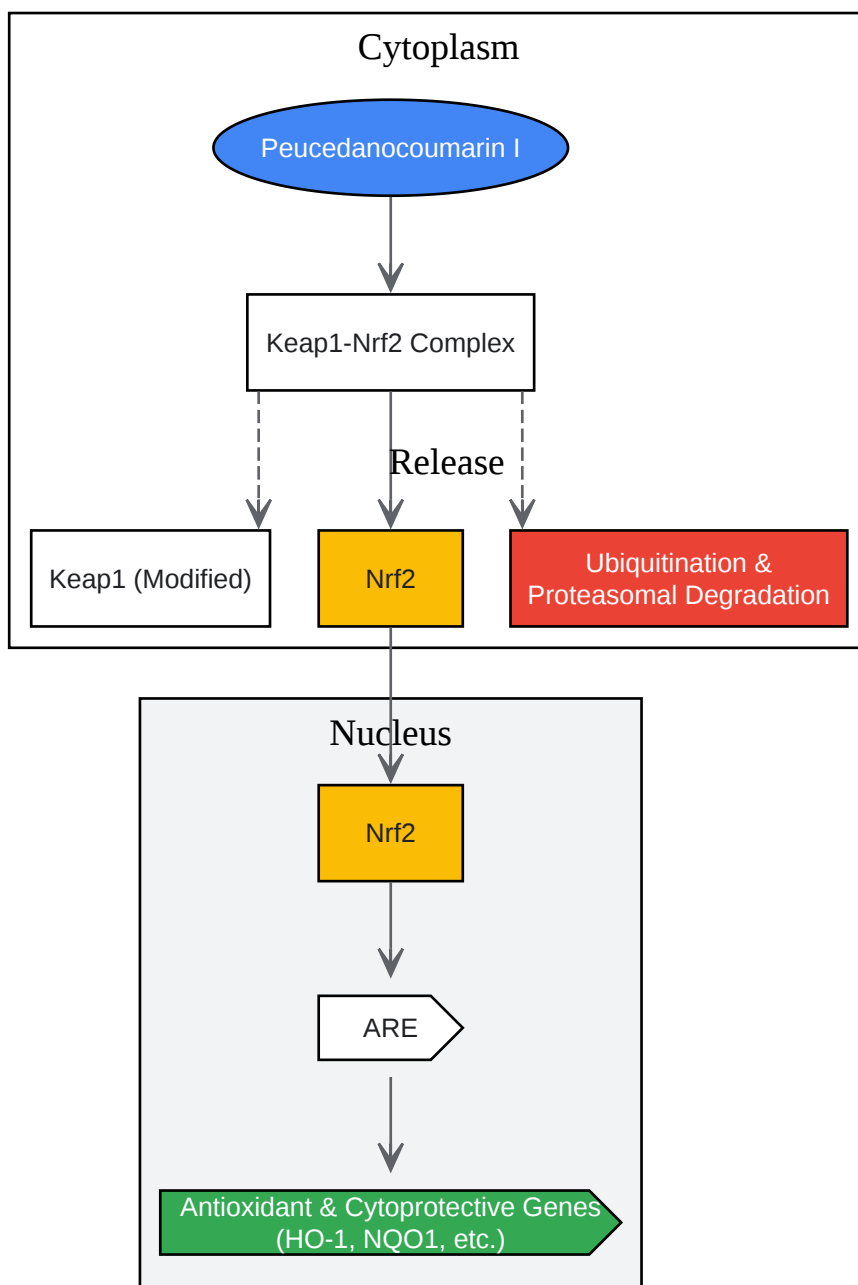 Cytoplasm
Peucedanocoumarin I
Keap1-Nrf2 Complex
Release
Keap1 (Modified)
Nrf2
Ubiquitination &
Proteasomal Degradation
Nucleus
Nrf2
ARE
Antioxidant & Cytoprotective Genes
(HO-1, NQO1, etc.)